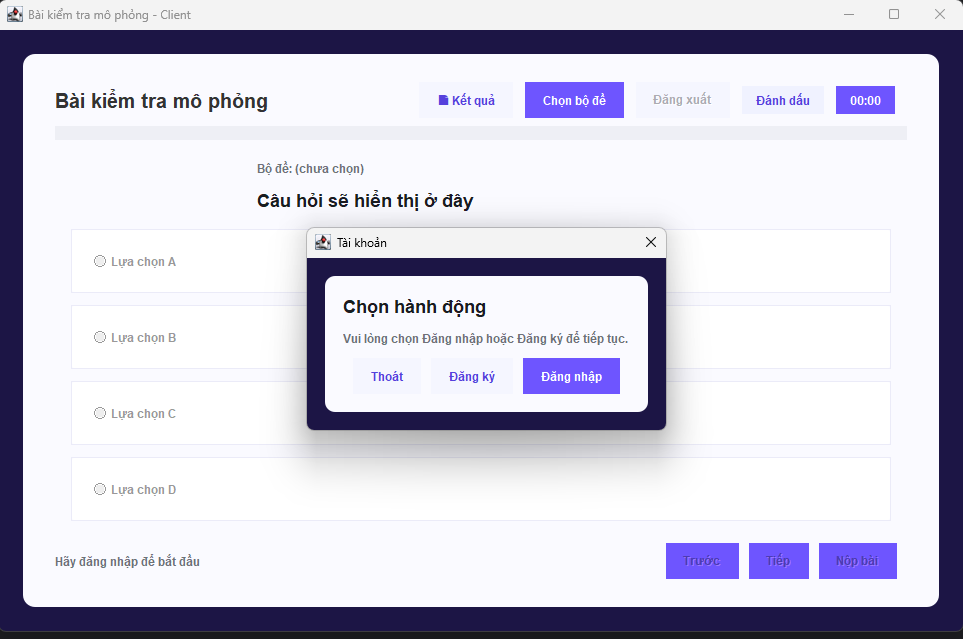 Bài kiểm tra mô phỏng - Client
Bài kiểm tra mô phỏng
Kết quả
Chọn bộ đề
Đăng xuất
Đánh dấu
00:00
Bộ đề: (chưa chọn)
Câu hỏi sẽ hiển thị ở đây
Tài khoản
Chọn hành động
Vui lòng chọn Đăng nhập hoặc Đăng ký để tiếp tục.
Thoát
Đăng ký
Đăng nhập
Lựa chọn A
Lựa chọn B
Lựa chọn C
Lựa chọn D
Hãy đăng nhập để bắt đầu
Trước
Tiếp
Nộp bài